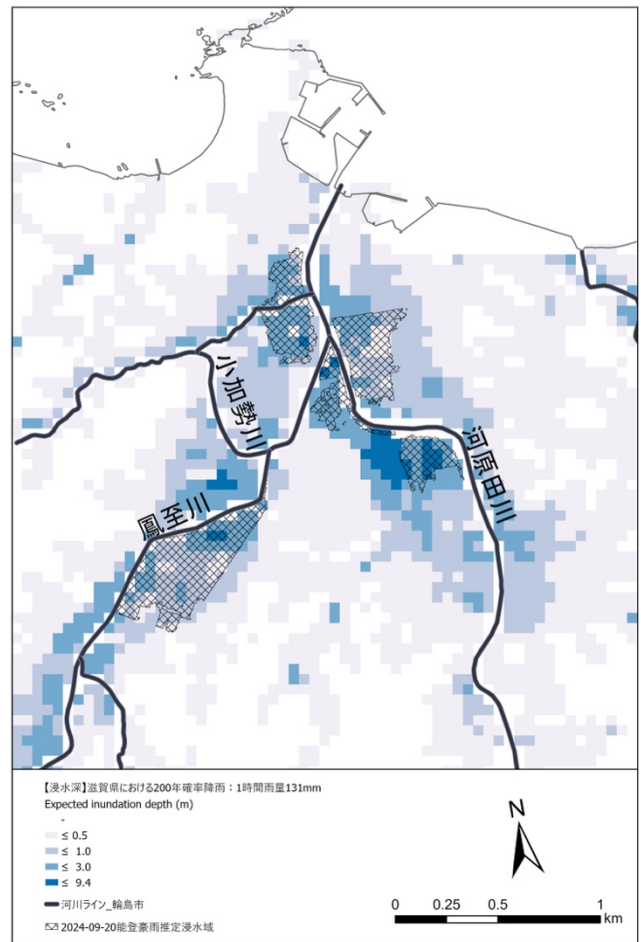 小加勢川
河原田川
鳳至川
【浸水深】滋賀県における200年確率降雨：1時間雨量131mm
Expected inundation depth (m)
-
≤ 0.5
≤ 1.0
≤ 3.0
≤ 9.4
河川ライン_輪島市
2024-09-20能登豪雨推定浸水域
N
0 0.25 0.5 1
km